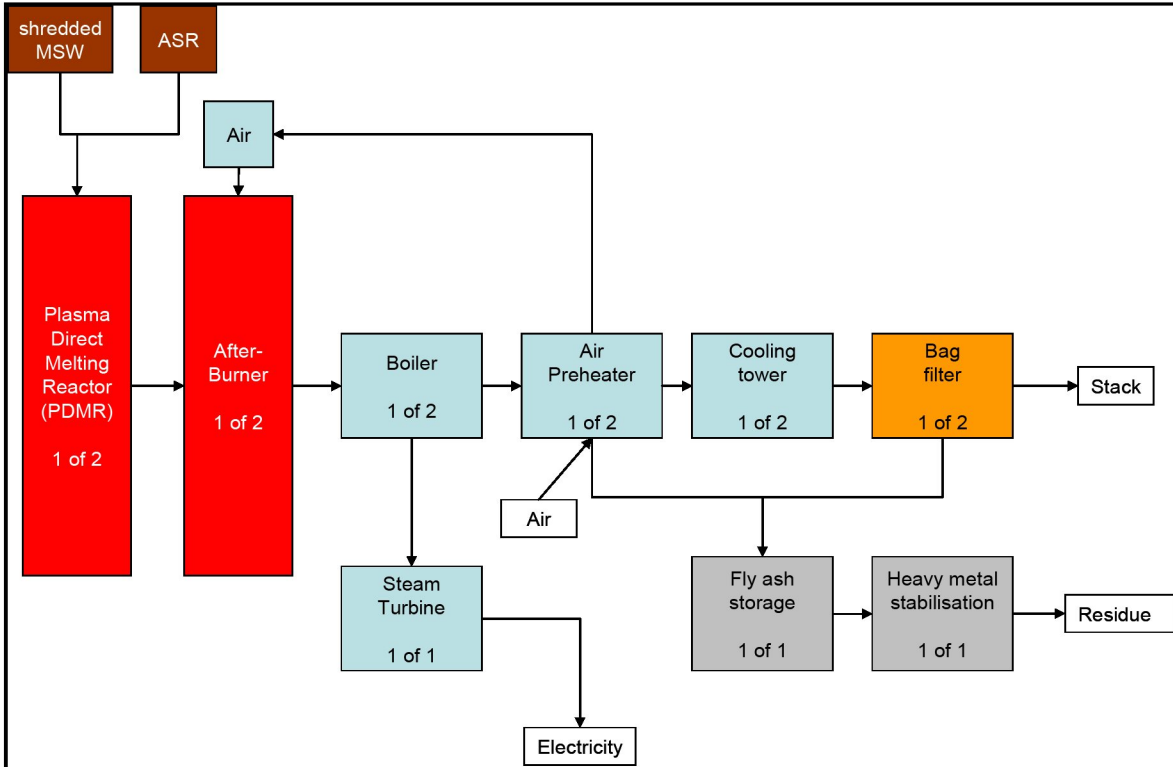 shredded
MSW
ASR
Air
Plasma
Direct
Melting
Reactor
(PDMR)
1 of 2
After-
Burner
1 of 2
Boiler
1 of 2
Air
Preheater
1 of 2
Cooling
tower
1 of 2
Bag
filter
1 of 2
Stack
Air
Steam
Turbine
1 of 1
Fly ash
storage
1 of 1
Heavy metal
stabilisation
1 of 1
Residue
Electricity